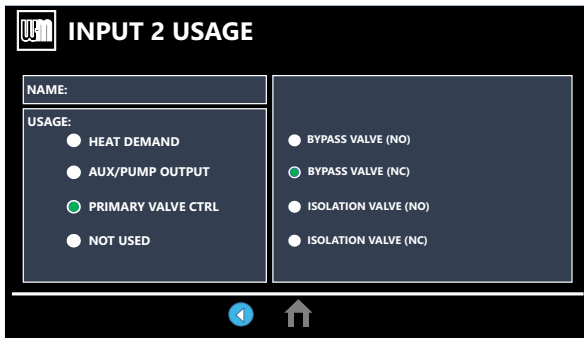 WM INPUT 2 USAGE
NAME:
USAGE:
HEAT DEMAND
AUX/PUMP OUTPUT
PRIMARY VALVE CTRL
NOT USED
BYPASS VALVE (NO)
BYPASS VALVE (NC)
ISOLATION VALVE (NO)
ISOLATION VALVE (NC)